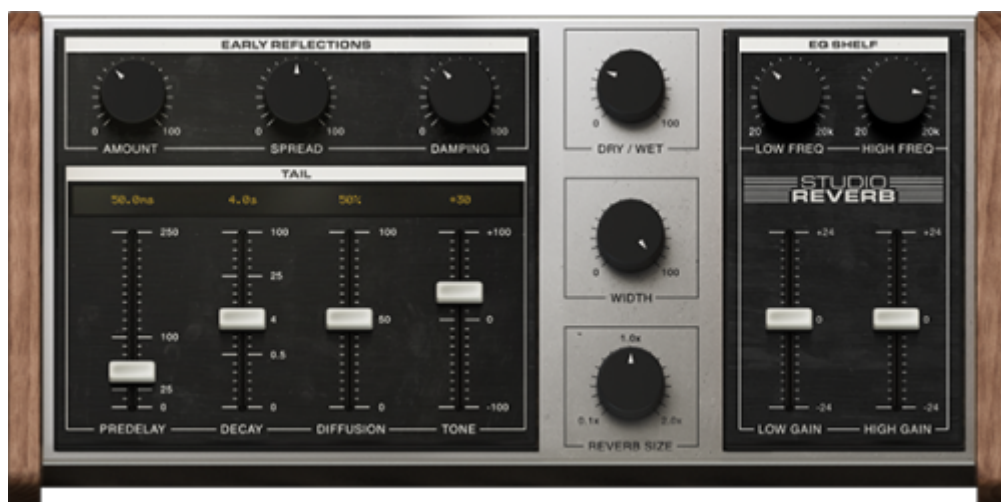 EARLY REFLECTIONS
0 100 0 100 0 100
AMOUNT SPREAD DAMPING
TAIL
50.0ms 4.0s 50% +30
250 100 100 +100
25
4 50 0
100
0.5
25
0 0 0 -100
PREDELAY DECAY DIFFUSION TONE
0 100
DRY / WET
0 100
WIDTH
1.0x
0.1x 2.0x
REVERB SIZE
EQ SHELF
20 20k 20 20k
LOW FREQ HIGH FREQ
STUDIO
REVERB
+24 +24
0 0
-24 -24
LOW GAIN HIGH GAIN